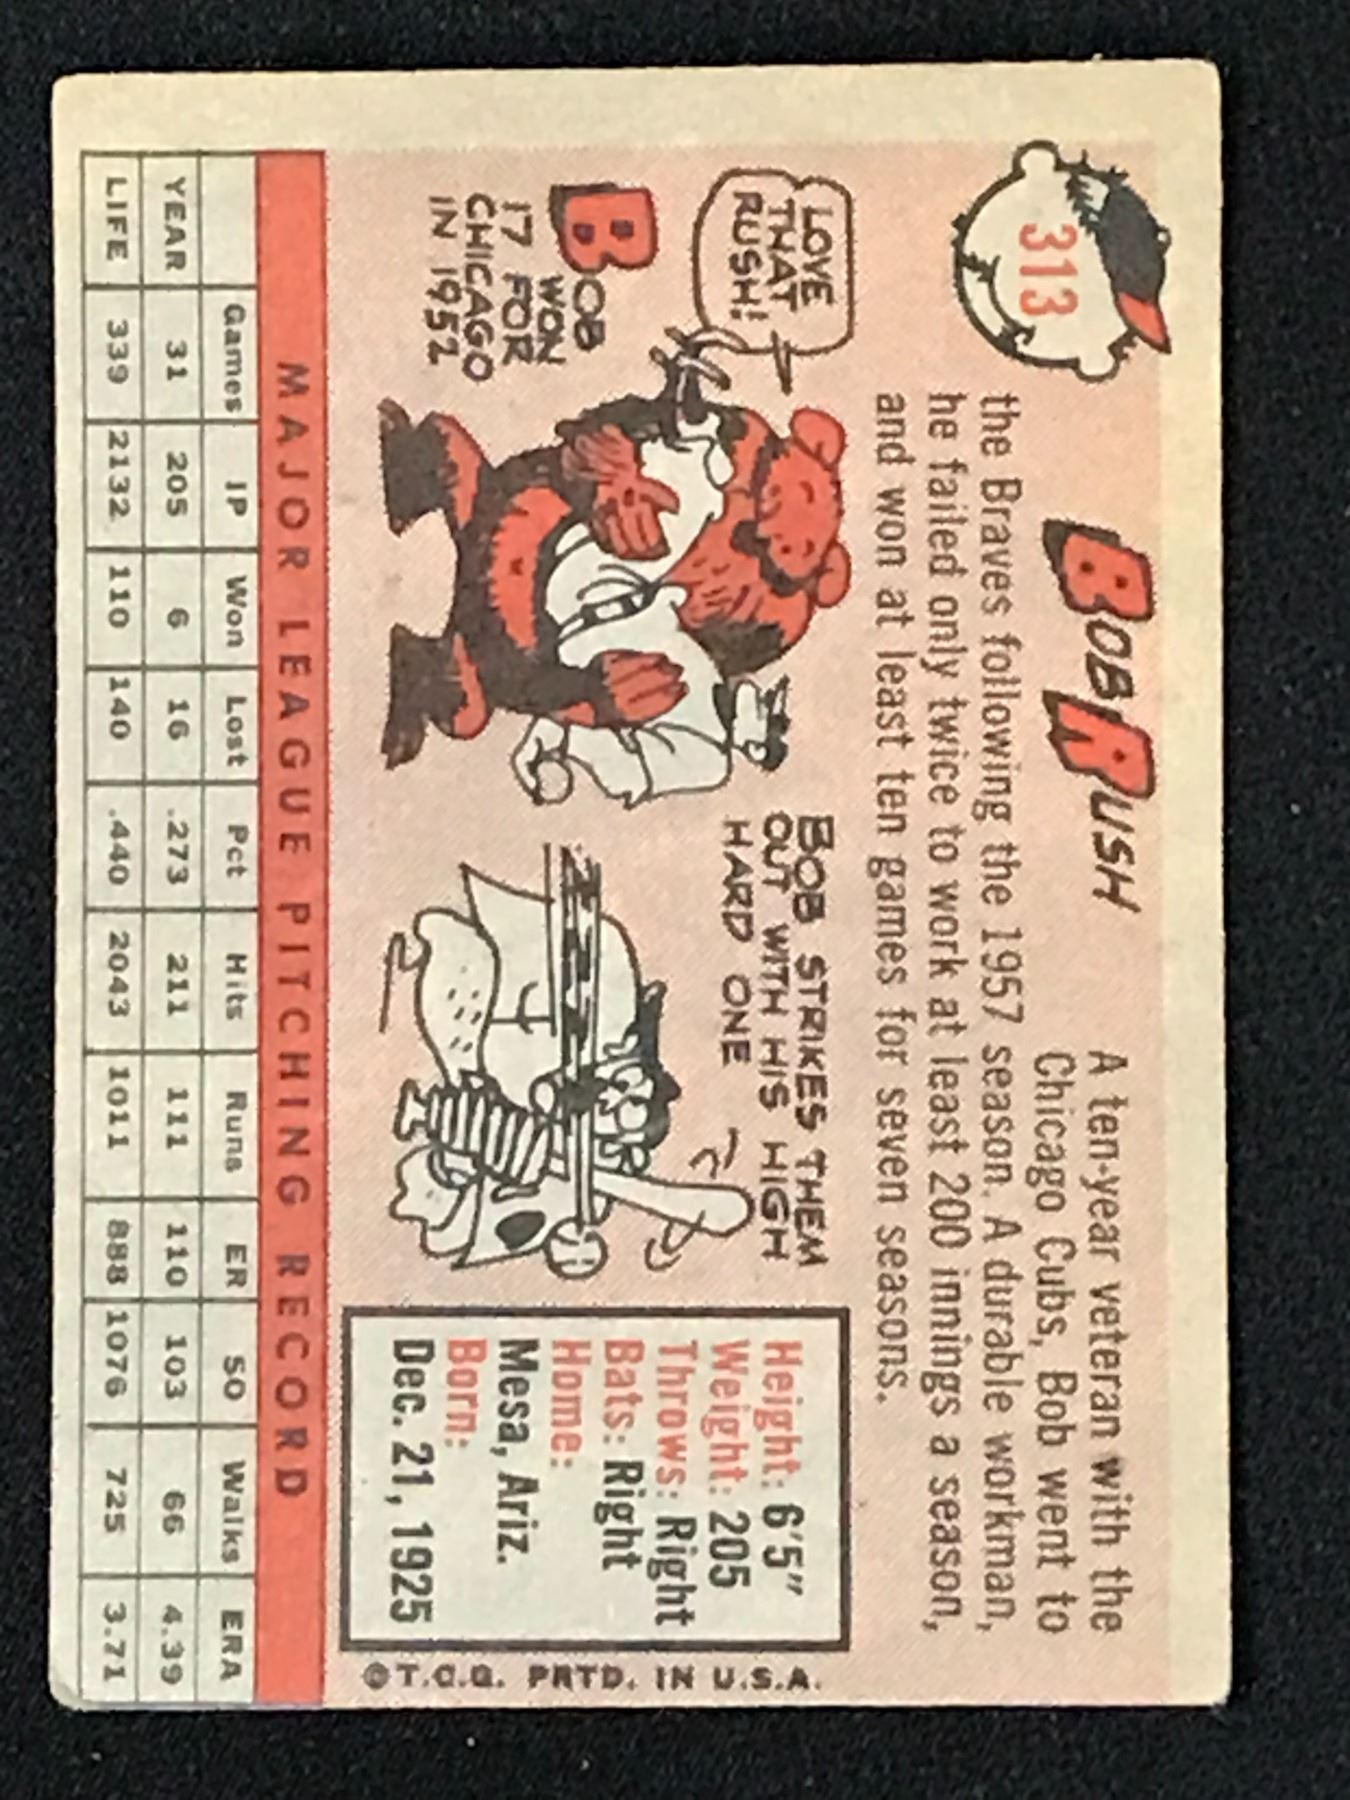 313
BOB RUSH
A ten-year veteran with the
Chicago Cubs, Bob went to
the Braves following the 1957 season. A durable workman,
he failed only twice to work at least 200 innings a season,
and won at least ten games for seven seasons.
LOVE
THAT
RUSH!
BOB
WON
17 FOR
CHICAGO
IN 1952
BOB STRIKES THEM
OUT WITH HIS HIGH
HARD ONE
Height: 6'5"
Weight: 205
Throws: Right
Bats: Right
Home:
Mesa, Ariz.
Born:
Dec. 21, 1925
©T.C.G. PRTD. IN U.S.A.
MAJOR LEAGUE PITCHING RECORD
Games IP Won Lost Pct Hits Runs ER SO Walks ERA
YEAR 31 205 6 16 .273 211 111 110 103 66 4.39
LIFE 339 2132 110 140 .440 2043 1011 888 1076 725 3.71